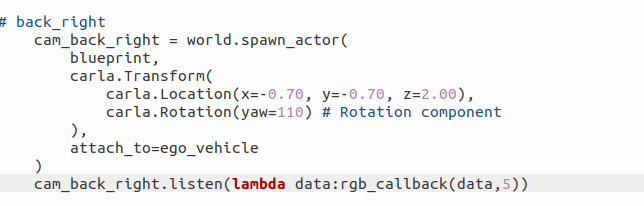 # back_right
    cam_back_right = world.spawn_actor(
        blueprint,
        carla.Transform(
            carla.Location(x=-0.70, y=-0.70, z=2.00),
            carla.Rotation(yaw=110) # Rotation component
        ),
        attach_to=ego_vehicle
    )
    cam_back_right.listen(lambda data:rgb_callback(data,5))